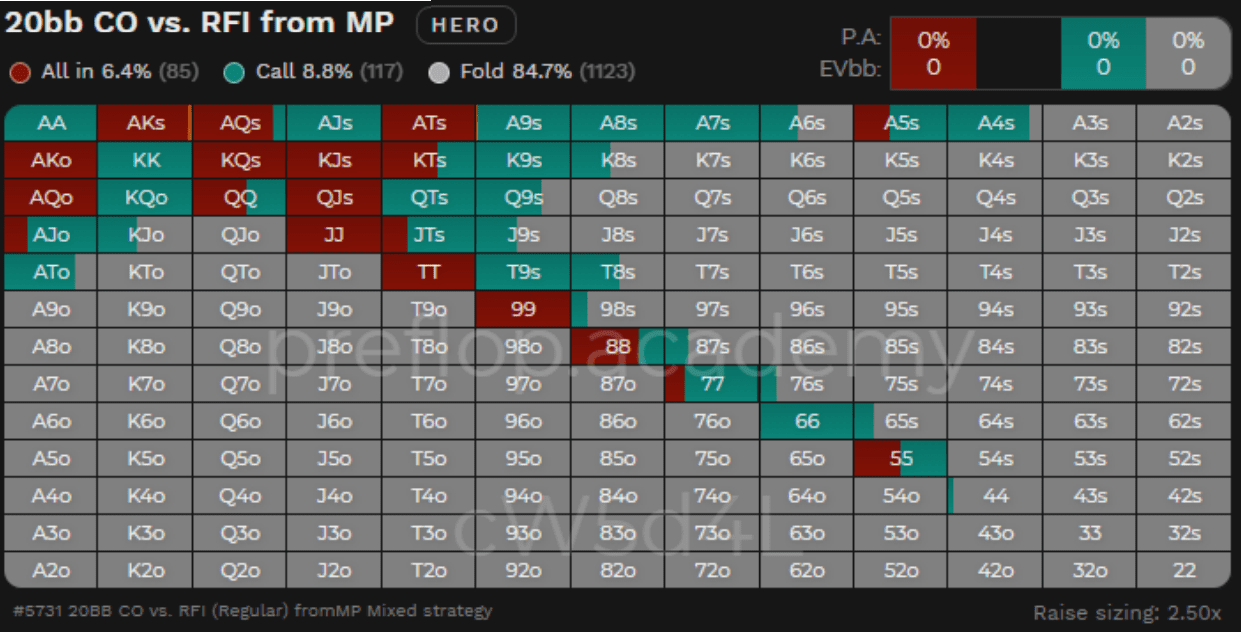 20bb CO vs. RFI from MP HERO
P.A: 0% 0% 0%
EVbb: 0 0 0
All in 6.4% (85) Call 8.8% (117) Fold 84.7% (1123)
AA AKs AQs AJs ATs A9s A8s A7s A6s A5s A4s A3s A2s
AKo KK KQs KJs KTs K9s K8s K7s K6s K5s K4s K3s K2s
AQo KQo QQ QJs QTs Q9s Q8s Q7s Q6s Q5s Q4s Q3s Q2s
AJo KJo QJo JJ JTs J9s J8s J7s J6s J5s J4s J3s J2s
ATo KTo QTo JTo TT T9s T8s T7s T6s T5s T4s T3s T2s
A9o K9o Q9o J9o T9o 99 98s 97s 96s 95s 94s 93s 92s
preflop.academy
A8o K8o Q8o J8o T8o 98o 88 87s 86s 85s 84s 83s 82s
A7o K7o Q7o J7o T7o 97o 87o 77 76s 75s 74s 73s 72s
A6o K6o Q6o J6o T6o 96o 86o 76o 66 65s 64s 63s 62s
A5o K5o Q5o J5o T5o 95o 85o 75o 65o 55 54s 53s 52s
A4o K4o Q4o J4o T4o 94o 84o 74o 64o 54o 44 43s 42s
cW5d4L
A3o K3o Q3o J3o T3o 93o 83o 73o 63o 53o 43o 33 32s
A2o K2o Q2o J2o T2o 92o 82o 72o 62o 52o 42o 32o 22
#5731 20BB CO vs. RFI (Regular) fromMP Mixed strategy
Raise sizing: 2.50x